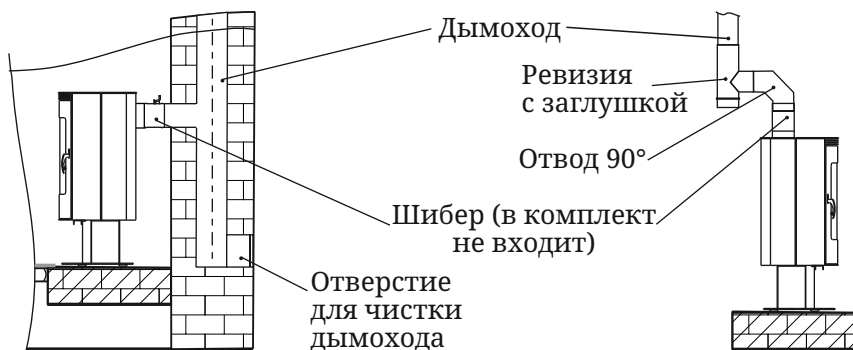 Дымоход
Ревизия
с заглушкой
Отвод 90°
Шибер (в комплект
не входит)
Отверстие
для чистки
дымохода